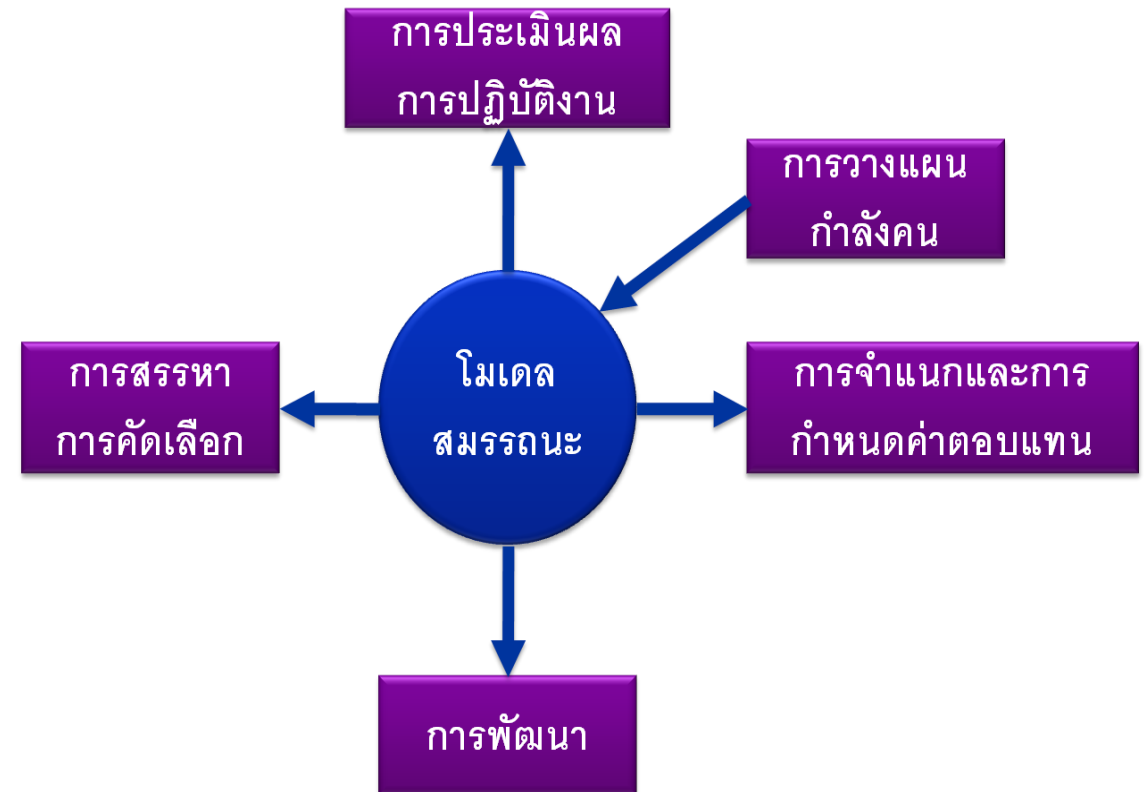 การประเมินผล
การปฏิบัติงาน
การวางแผน
กำลังคน
การสรรหา
การคัดเลือก
โมเดล
สมรรถนะ
การจำแนกและการ
กำหนดค่าตอบแทน
การพัฒนา